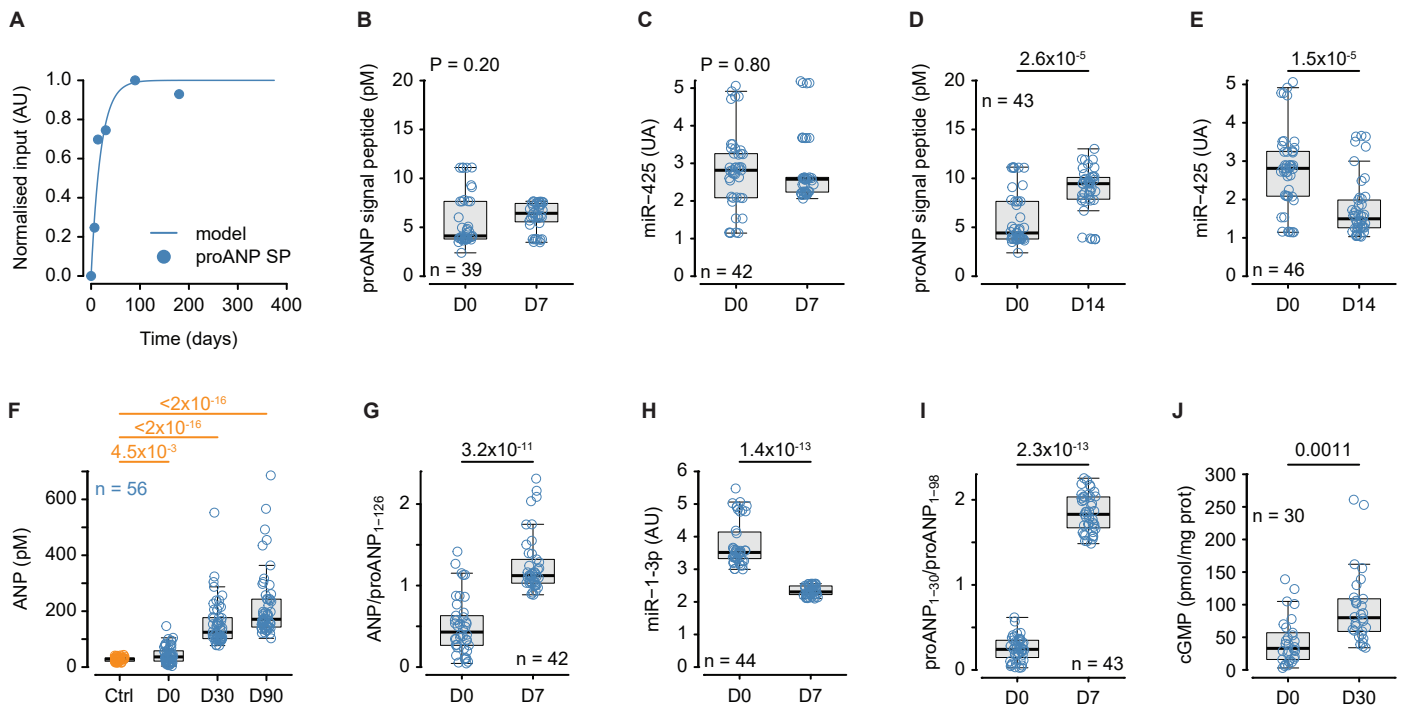 A
Normalised input (AU)
1.0
0.8
0.6
0.4
0.2
0.0
model
proANP SP
0 100 200 300 400
Time (days)
B
P = 0.20
proANP signal peptide (pM)
20
15
10
5
0
n = 39
D0 D7
C
P = 0.80
miR−425 (UA)
5
4
3
2
1
0
n = 42
D0 D7
D
2.6x10⁻⁵
proANP signal peptide (pM)
20
15
10
5
0
n = 43
D0 D14
E
1.5x10⁻⁵
miR−425 (UA)
5
4
3
2
1
0
n = 46
D0 D14
F
<2x10⁻¹⁶
<2x10⁻¹⁶
4.5x10⁻³
n = 56
ANP (pM)
600
400
200
0
Ctrl D0 D30 D90
G
3.2x10⁻¹¹
ANP/proANP₁₋₁₂₆
2
1
0
n = 42
D0 D7
H
1.4x10⁻¹³
miR−1-3p (AU)
6
5
4
3
2
1
0
n = 44
D0 D7
I
2.3x10⁻¹³
proANP₁₋₃₀/proANP₁₋₉₈
2
1
0
n = 43
D0 D7
J
0.0011
cGMP (pmol/mg prot)
300
250
200
150
100
50
0
n = 30
D0 D30